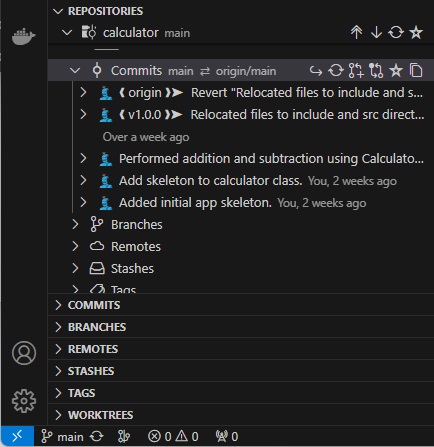 REPOSITORIES
calculator main
Commits main ⇄ origin/main
❰ origin ❱➤ Revert "Relocated files to include and s...
❰ v1.0.0 ❱➤ Relocated files to include and src direct...
Over a week ago
Performed addition and subtraction using Calculato...
Add skeleton to calculator class. You, 2 weeks ago
Added initial app skeleton. You, 2 weeks ago
Branches
Remotes
Stashes
Tags
COMMITS
BRANCHES
REMOTES
STASHES
TAGS
WORKTREES
main 0 0 0